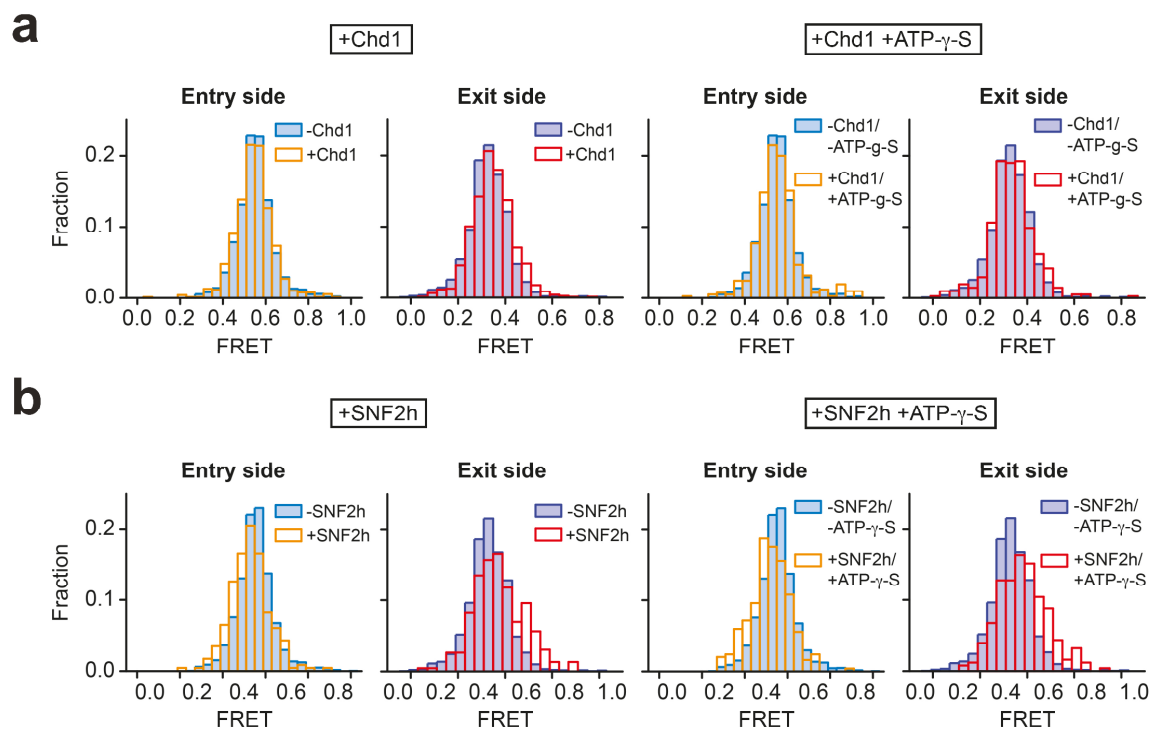 a
+Chd1
+Chd1 +ATP-γ-S
Entry side
Exit side
Entry side
Exit side
-Chd1
+Chd1
-Chd1
+Chd1
-Chd1/
-ATP-g-S
+Chd1/
+ATP-g-S
-Chd1/
-ATP-g-S
+Chd1/
+ATP-g-S
Fraction
0.2
0.1
0.0
0.0 0.2 0.4 0.6 0.8 1.0
0.0 0.2 0.4 0.6 0.8
0.0 0.2 0.4 0.6 0.8 1.0
0.0 0.2 0.4 0.6 0.8
FRET
FRET
FRET
FRET
b
+SNF2h
+SNF2h +ATP-γ-S
Entry side
Exit side
Entry side
Exit side
-SNF2h
+SNF2h
-SNF2h
+SNF2h
-SNF2h/
-ATP-γ-S
+SNF2h/
+ATP-γ-S
-SNF2h/
-ATP-γ-S
+SNF2h/
+ATP-γ-S
Fraction
0.2
0.1
0.0
0.0 0.2 0.4 0.6 0.8
0.0 0.2 0.4 0.6 0.8 1.0
0.0 0.2 0.4 0.6 0.8
0.0 0.2 0.4 0.6 0.8 1.0
FRET
FRET
FRET
FRET